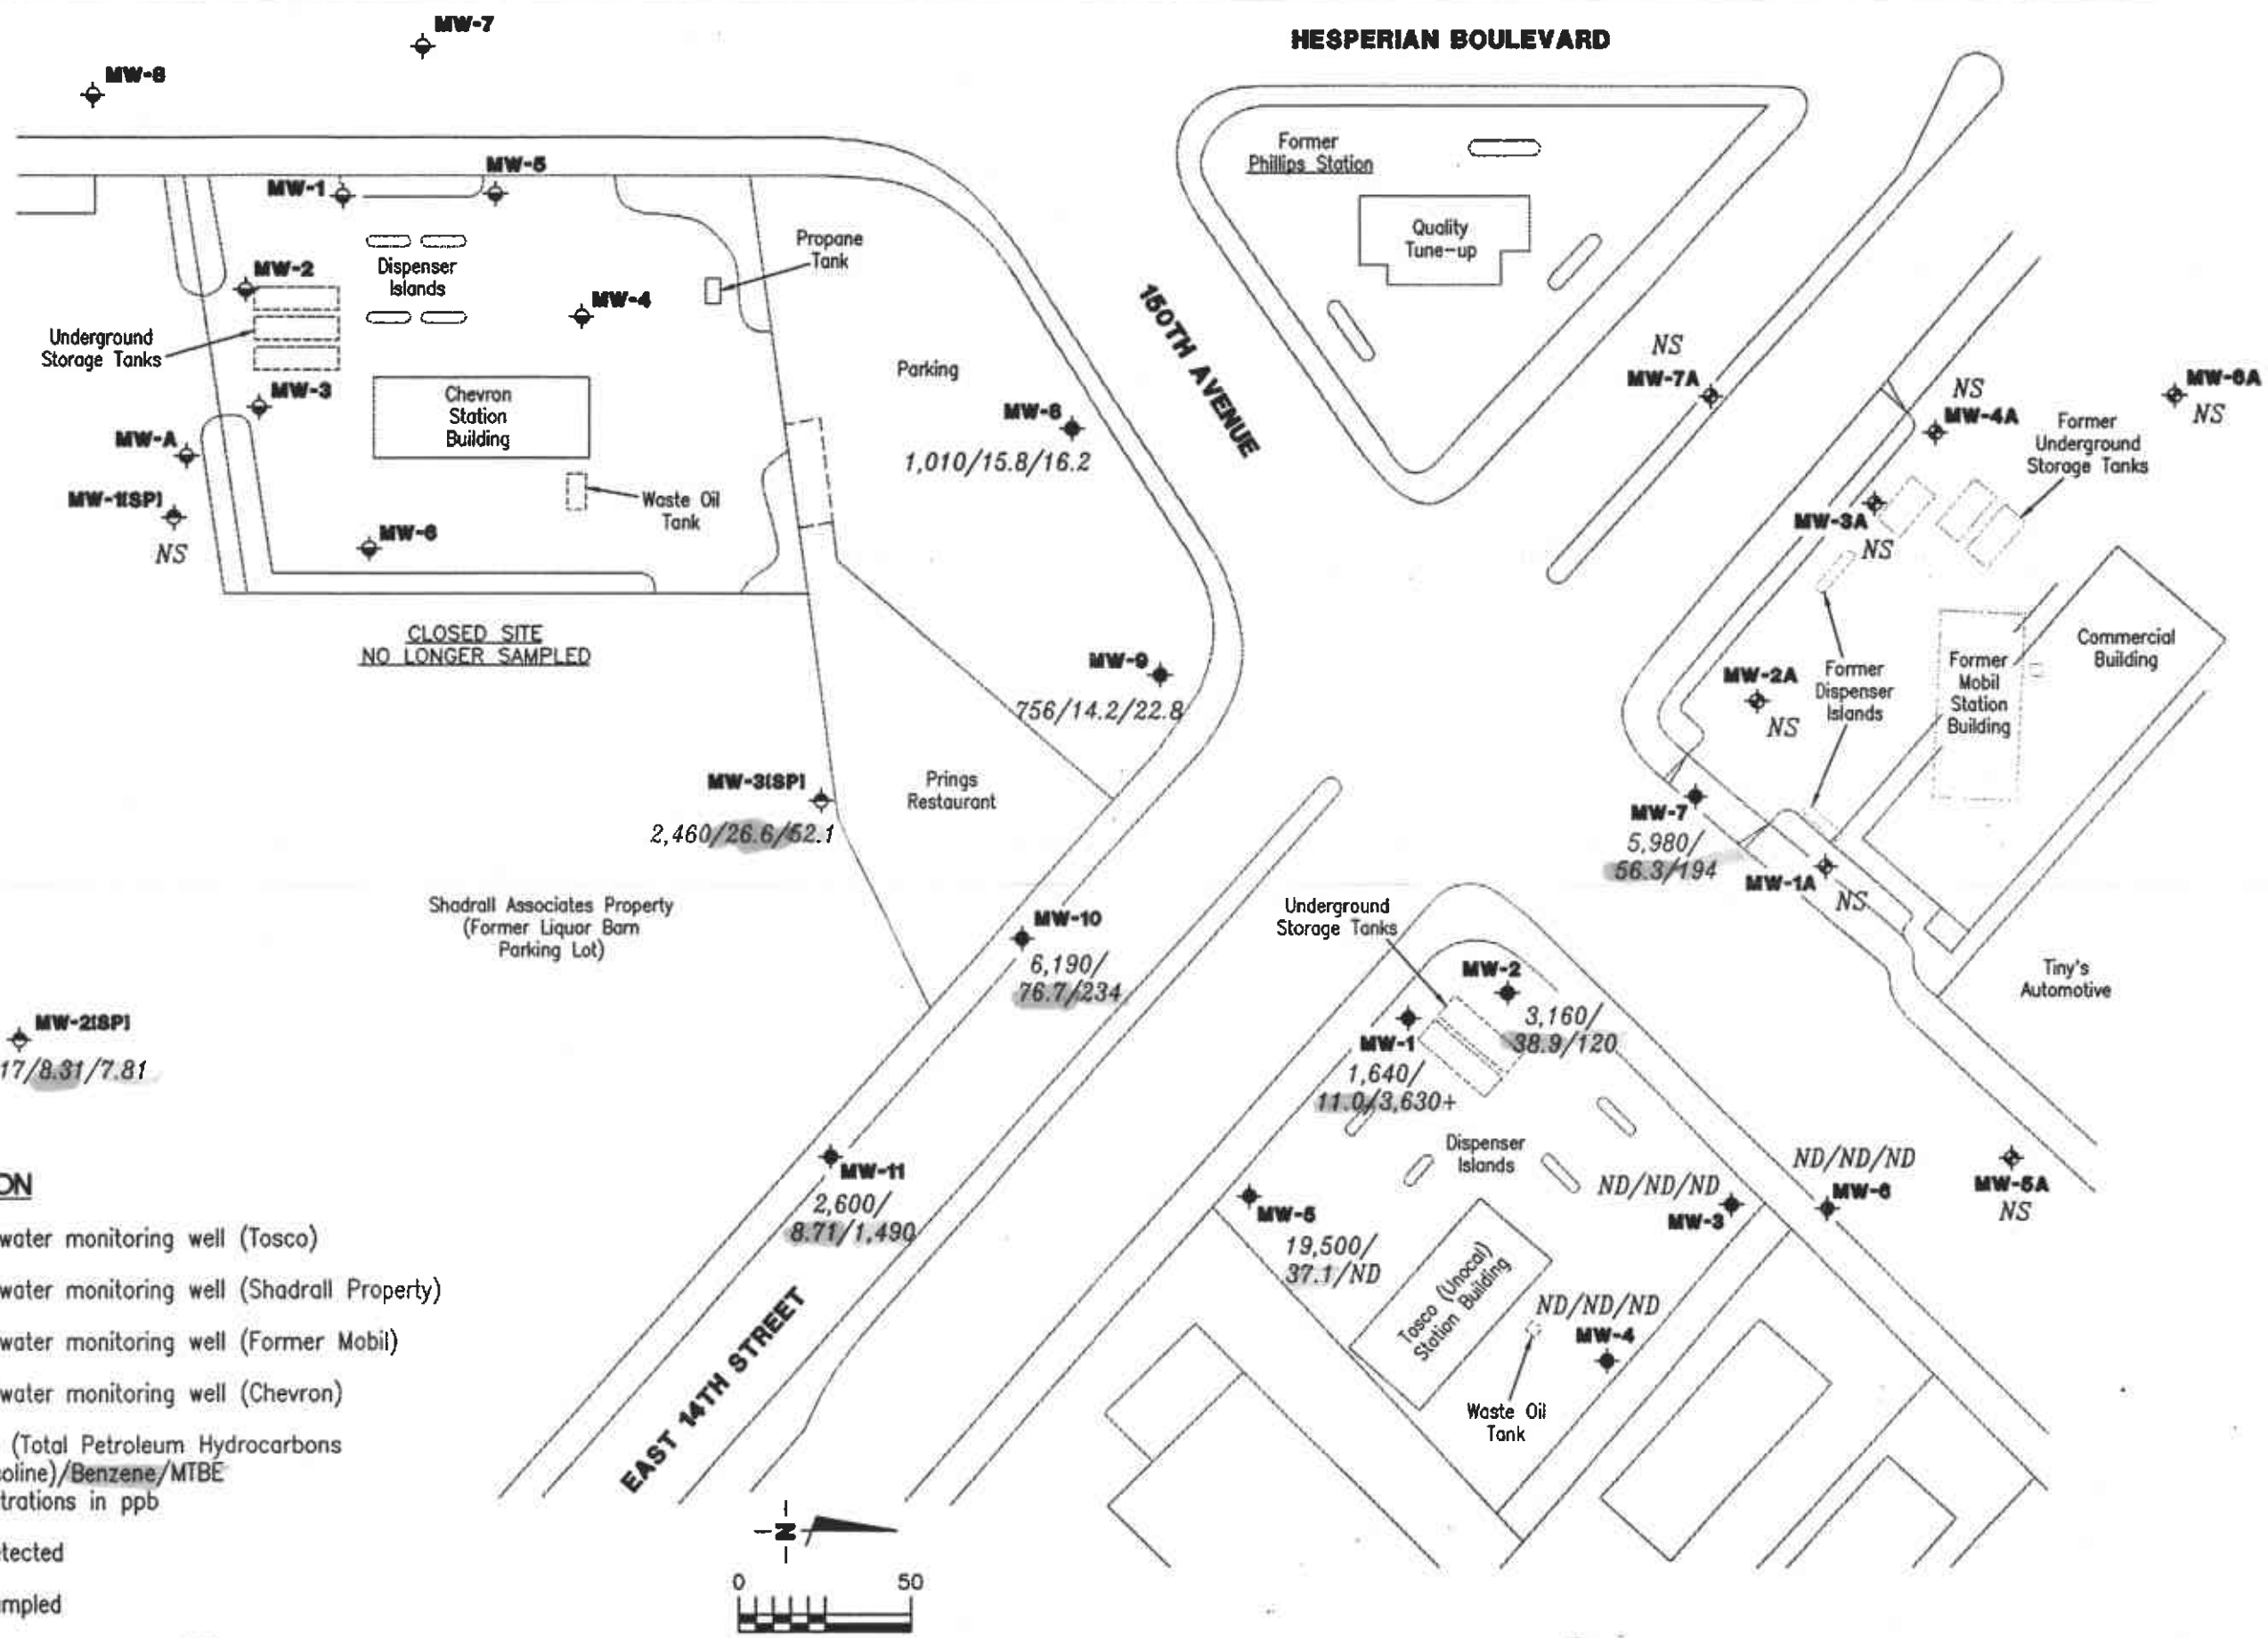 MW-7
HESPERIAN BOULEVARD
MW-8
MW-5
MW-1
Former
Phillips Station
Quality
Tune-up
Propane
Tank
MW-2
Dispenser
Islands
MW-4
Underground
Storage Tanks
150TH AVENUE
NS
MW-7A
Parking
MW-3
Chevron
Station
Building
MW-8
1,010/15.8/16.2
NS
MW-4A
MW-6A
NS
Former
Underground
Storage Tanks
MW-A
MW-1(SP)
NS
Waste Oil
Tank
MW-6
MW-3A
NS
CLOSED SITE
NO LONGER SAMPLED
MW-9
756/14.2/22.8
MW-2A
NS
Former
Dispenser
Islands
Former
Mobil
Station
Building
Commercial
Building
MW-3(SP)
2,460/26.6/52.1
Prings
Restaurant
MW-7
5,980/
56.3/194
MW-1A
NS
Shadrall Associates Property
(Former Liquor Barn
Parking Lot)
MW-10
6,190/
76.7/234
Underground
Storage Tanks
MW-2
3,160/
38.9/120
Tiny's
Automotive
MW-2(SP)
17/8.31/7.81
MW-1
1,640/
11.0/3,630+
Dispenser
Islands
MW-11
2,600/
8.71/1,490
MW-5
19,500/
37.1/ND
ND/ND/ND
MW-3
ND/ND/ND
MW-6
MW-5A
NS
Tosco (Unocal)
Station Building
ND/ND/ND
MW-4
Waste Oil
Tank
EAST 14TH STREET
ON
water monitoring well (Tosco)
water monitoring well (Shadrall Property)
water monitoring well (Former Mobil)
water monitoring well (Chevron)
(Total Petroleum Hydrocarbons
oline)/Benzene/MTBE
trations in ppb
tected
mpled
N
0 50